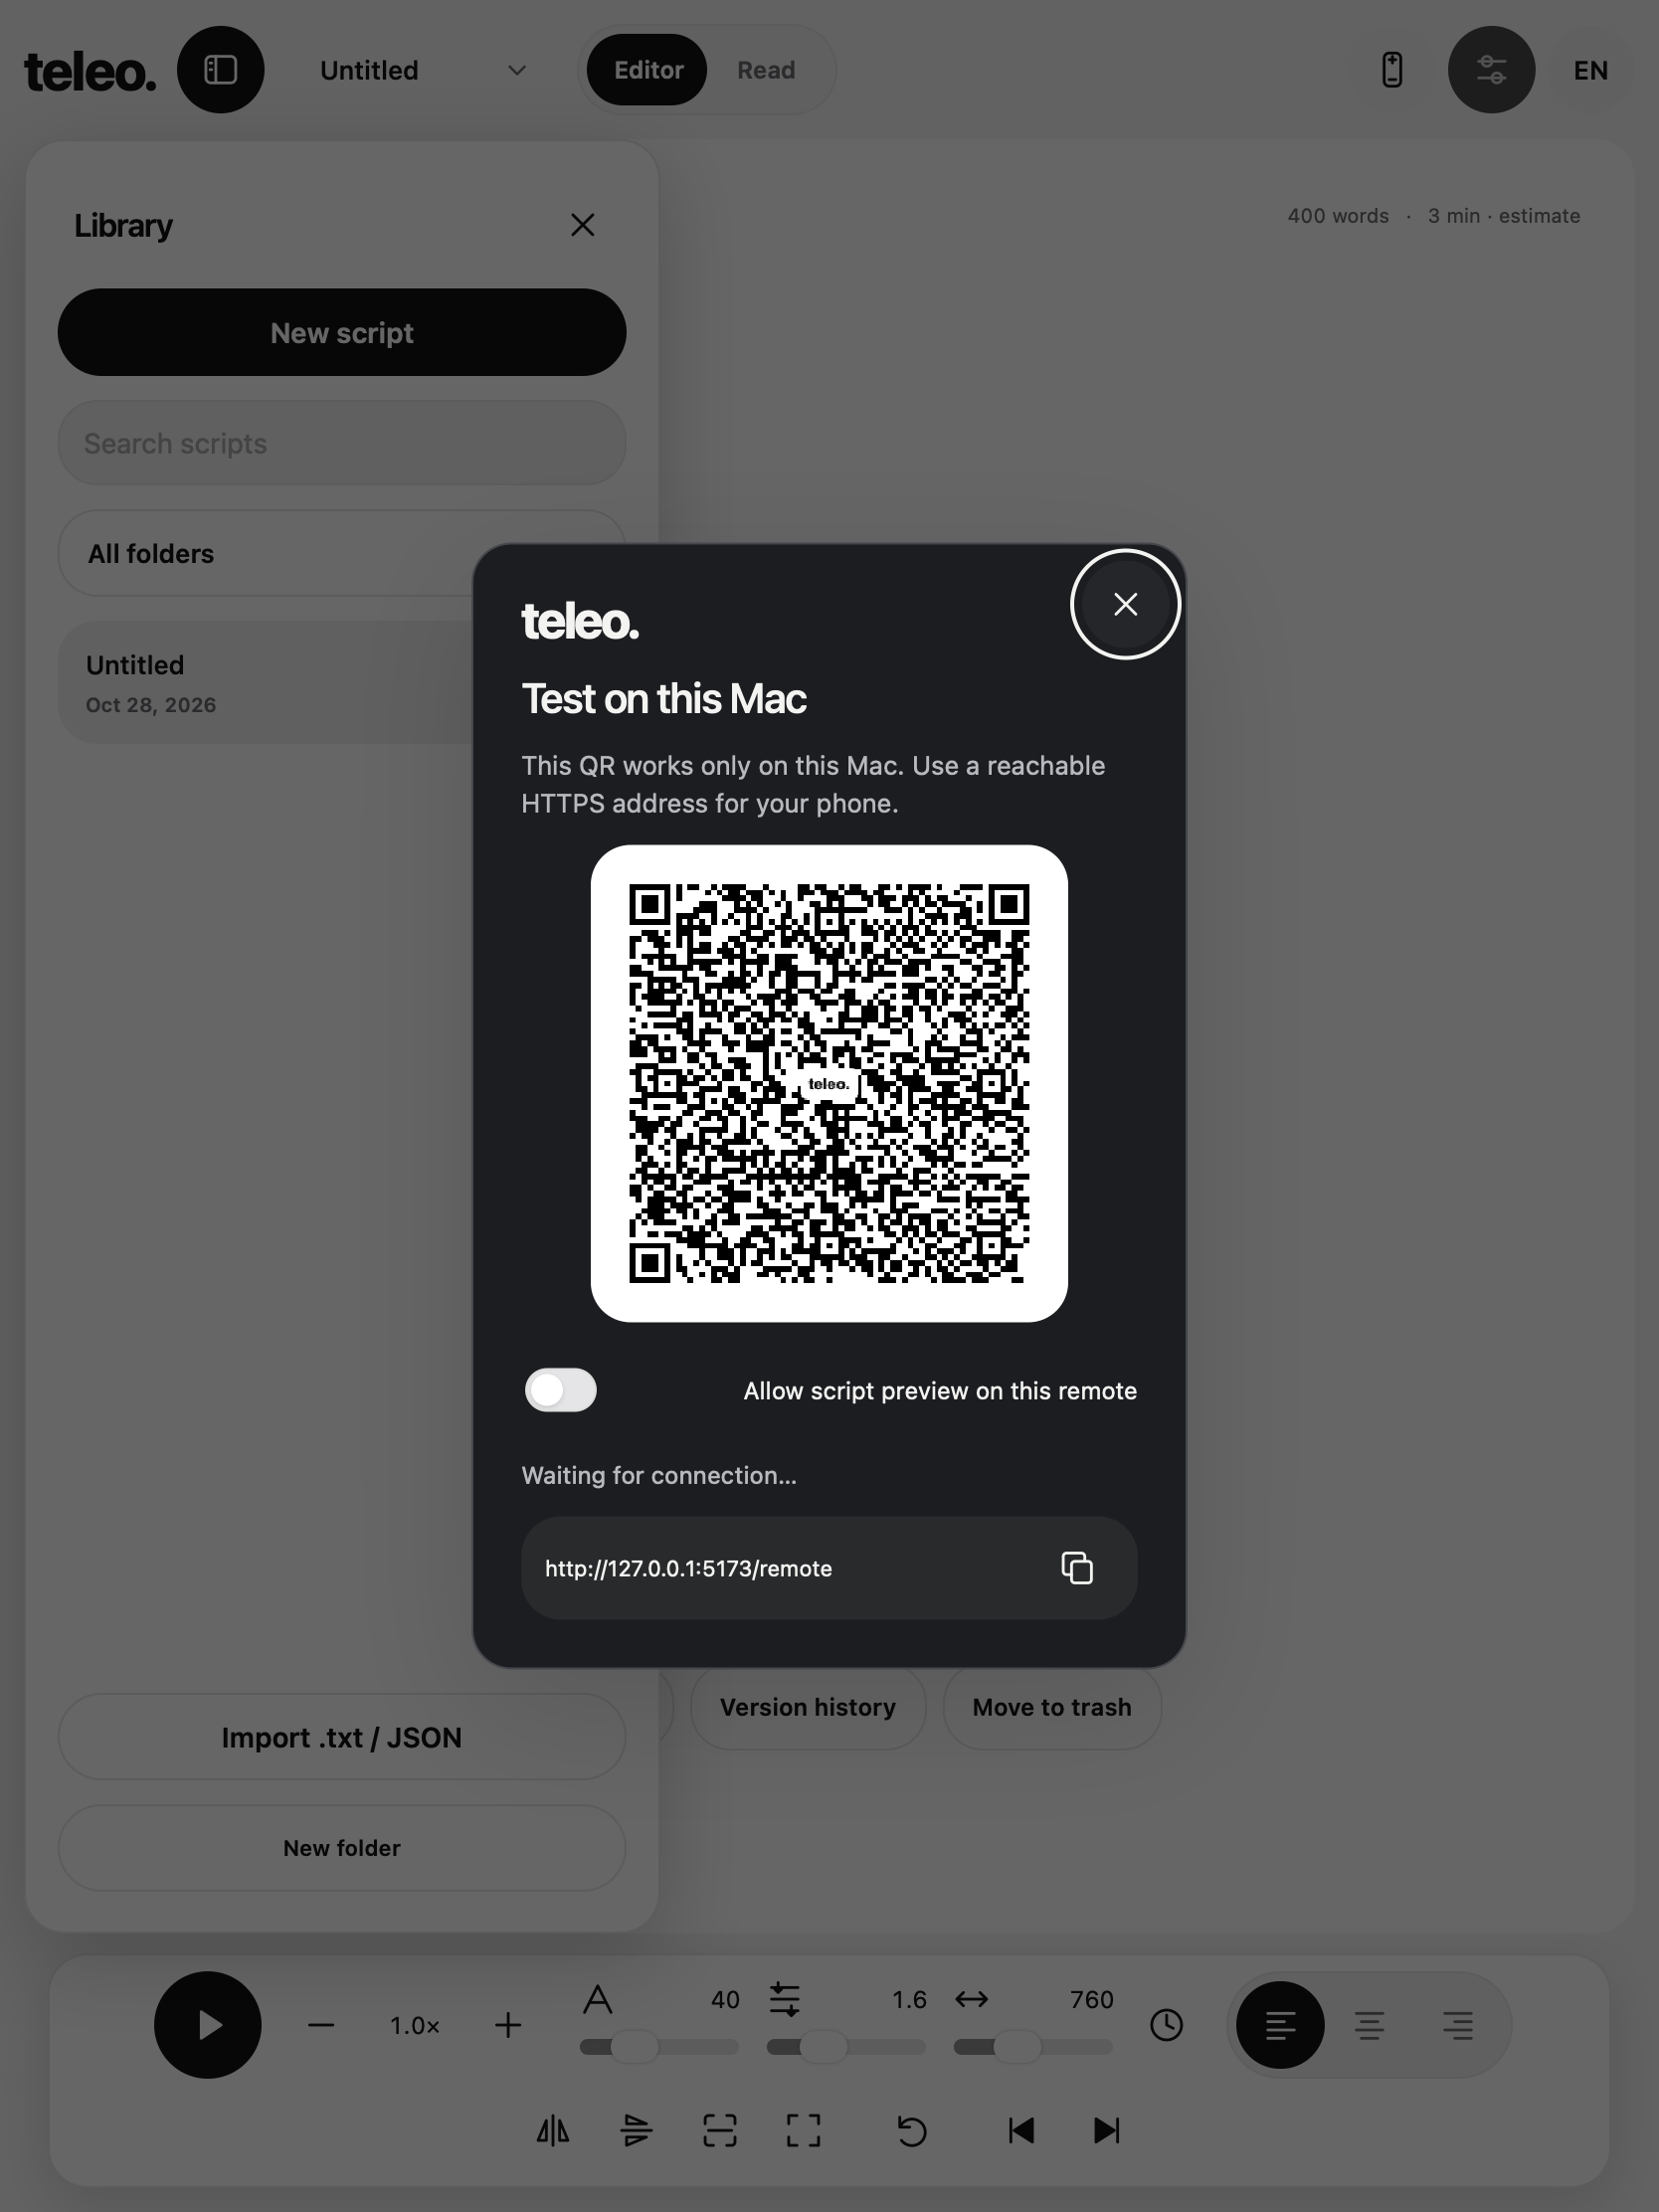 teleo.
Untitled
Editor
Read
EN
Library
400 words · 3 min · estimate
New script
Search scripts
All folders
Untitled
Oct 28, 2026
teleo.
Test on this Mac
This QR works only on this Mac. Use a reachable
HTTPS address for your phone.
teleo.
Allow script preview on this remote
Waiting for connection...
http://127.0.0.1:5173/remote
Version history
Move to trash
Import .txt / JSON
New folder
1.0×
40
1.6
760